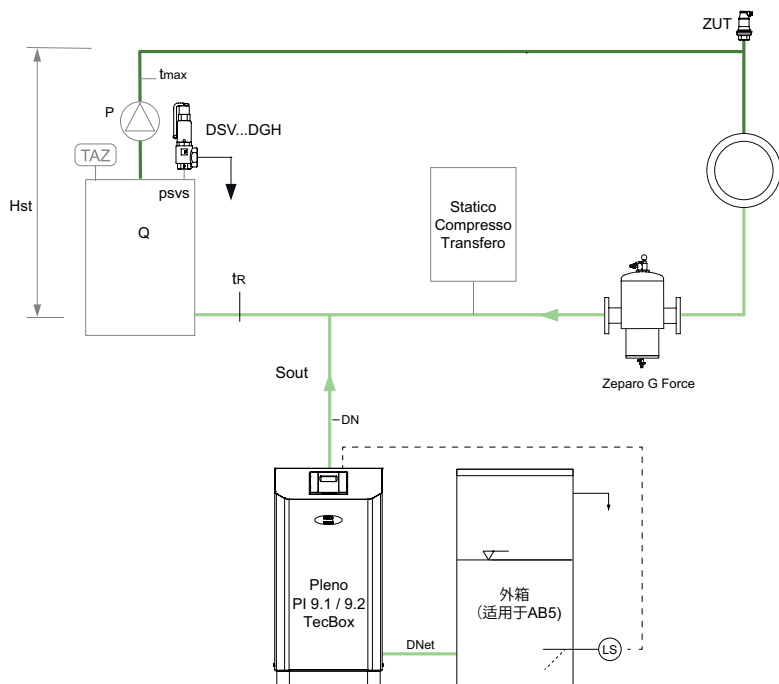 ZUT
tmax
P
DSV...DGH
TAZ
psvs
Hst
Q
Statico
Compresso
Transfero
tR
Sout
Zeparo G Force
DN
Pleno
PI 9.1 / 9.2
TecBox
外箱
（适用于AB5)
DNet
LS